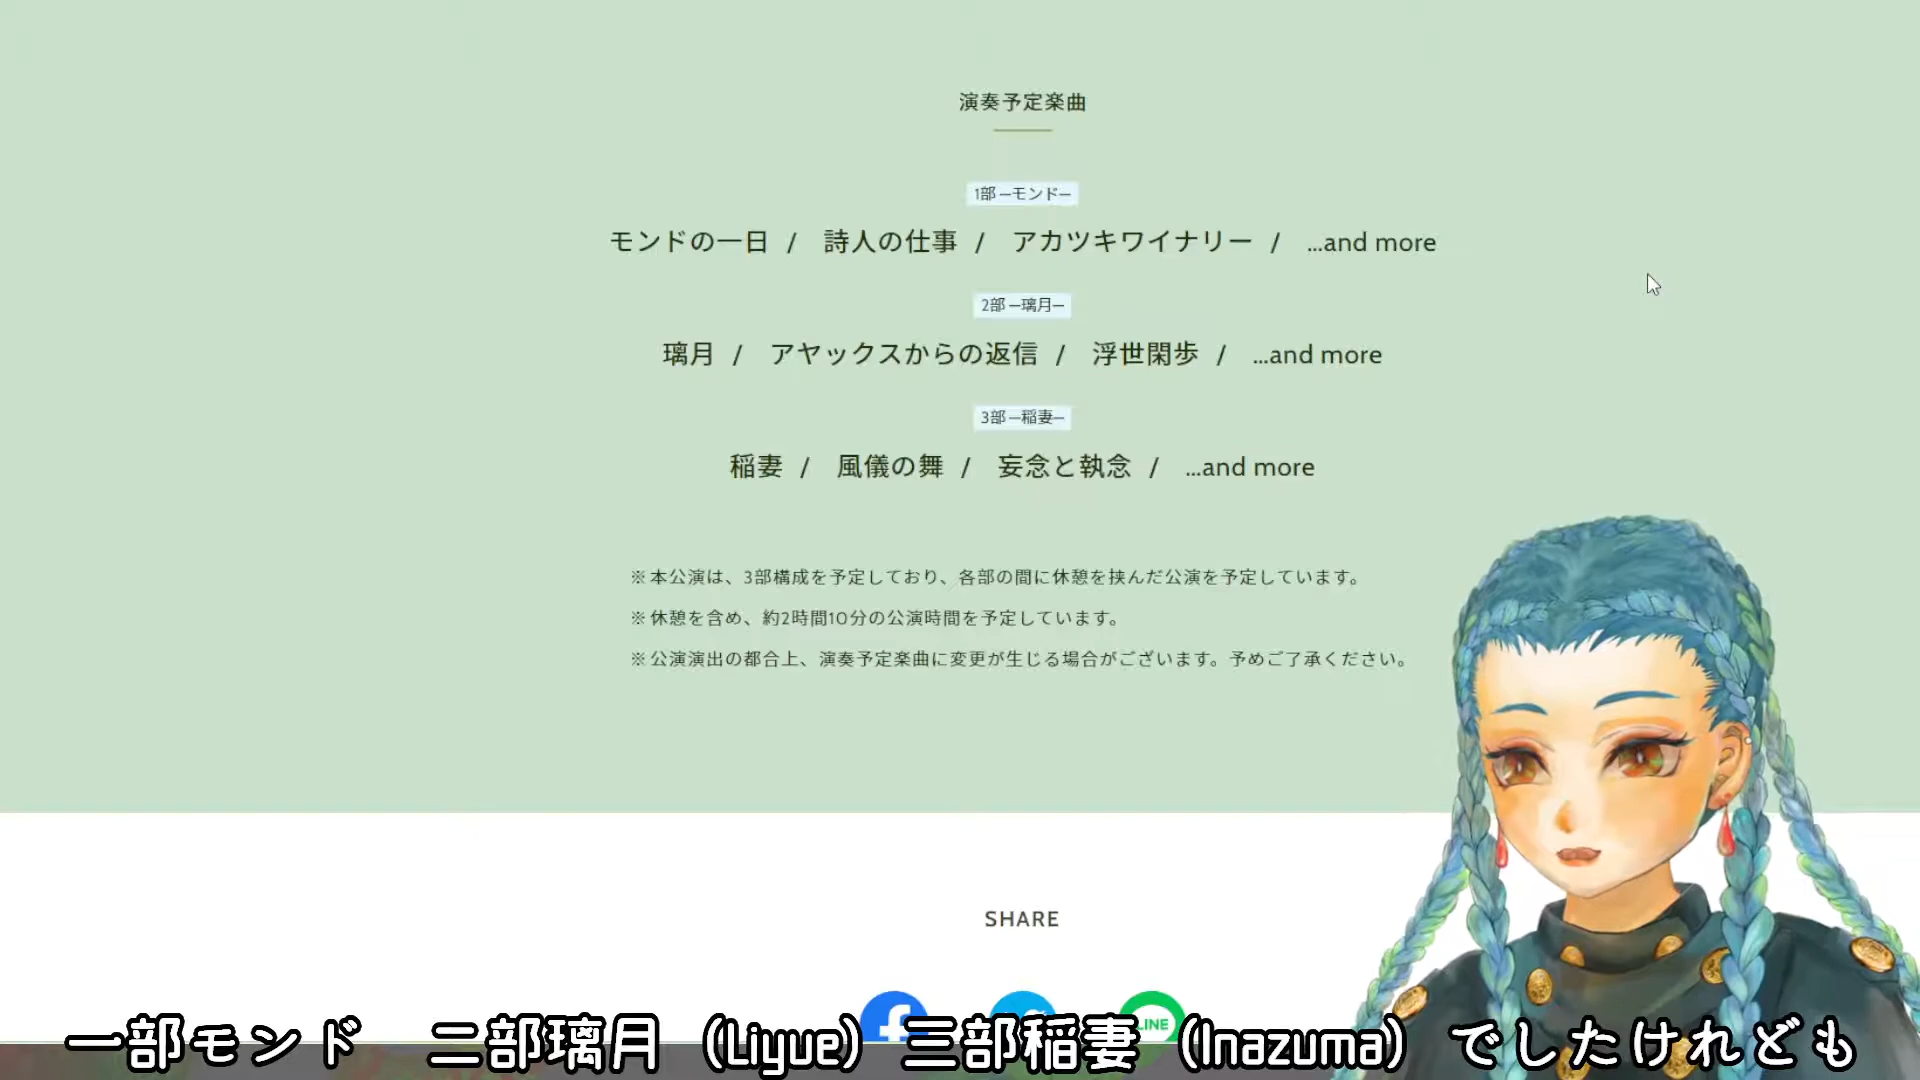 演奏予定楽曲
1部 ーモンドー
モンドの一日 / 詩人の仕事 / アカツキワイナリー / ...and more
2部 ー璃月ー
璃月 / アヤックスからの返信 / 浮世閑歩 / ...and more
3部 ー稲妻ー
稲妻 / 風儀の舞 / 妄念と執念 / ...and more
※本公演は、3部構成を予定しており、各部の間に休憩を挟んだ公演を予定しています。
※休憩を含め、約2時間10分の公演時間を予定しています。
※公演演出の都合上、演奏予定楽曲に変更が生じる場合がございます。予めご了承ください。
SHARE
LINE
一部モンド 二部璃月（Liyue）三部稲妻（Inazuma）でしたけれども